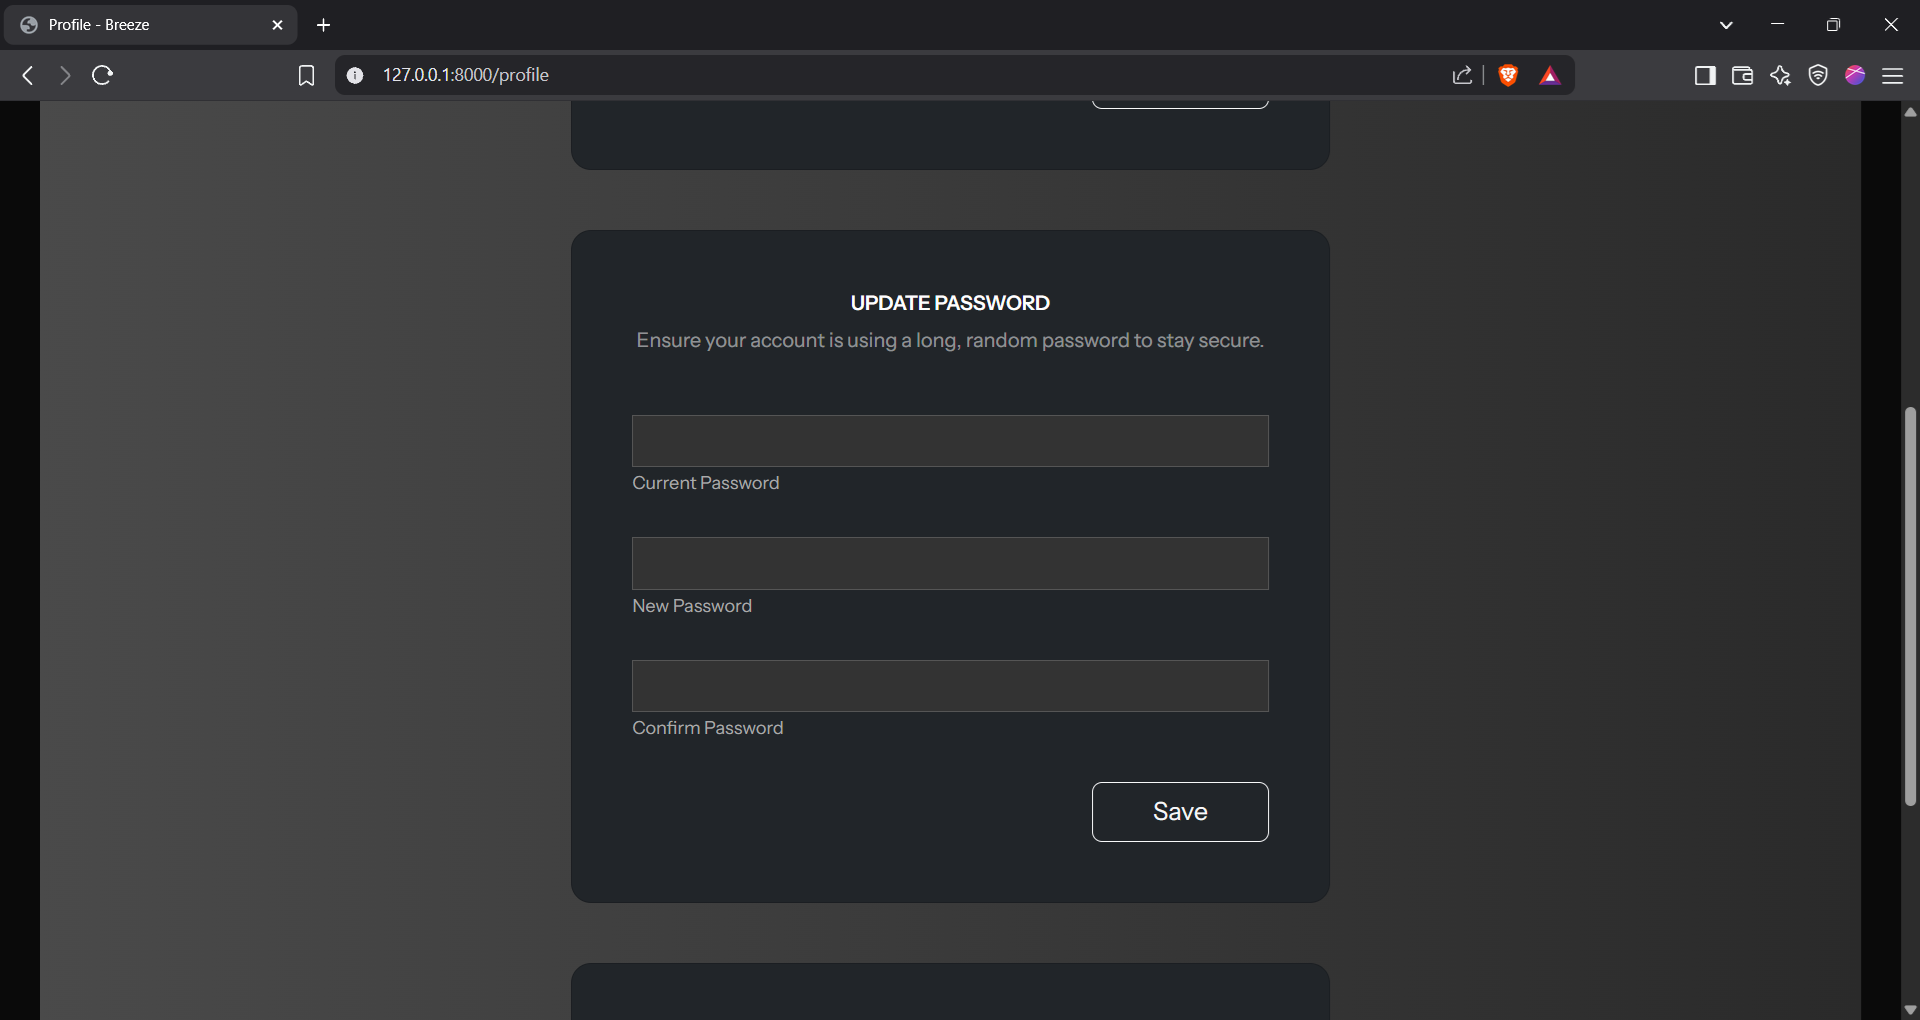 Profile - Breeze
127.0.0.1:8000/profile
UPDATE PASSWORD
Ensure your account is using a long, random password to stay secure.
Current Password
New Password
Confirm Password
Save